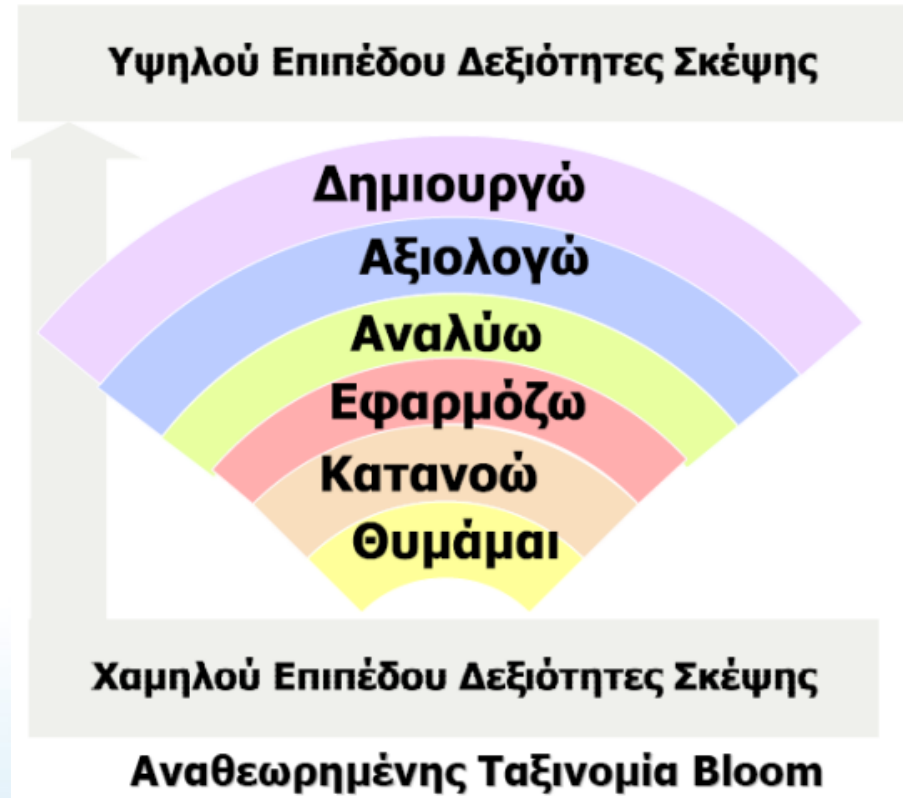 Υψηλού Επιπέδου Δεξιότητες Σκέψης
Δημιουργώ
Αξιολογώ
Αναλύω
Εφαρμόζω
Κατανοώ
Θυμάμαι
Χαμηλού Επιπέδου Δεξιότητες Σκέψης
Αναθεωρημένης Ταξινομία Bloom